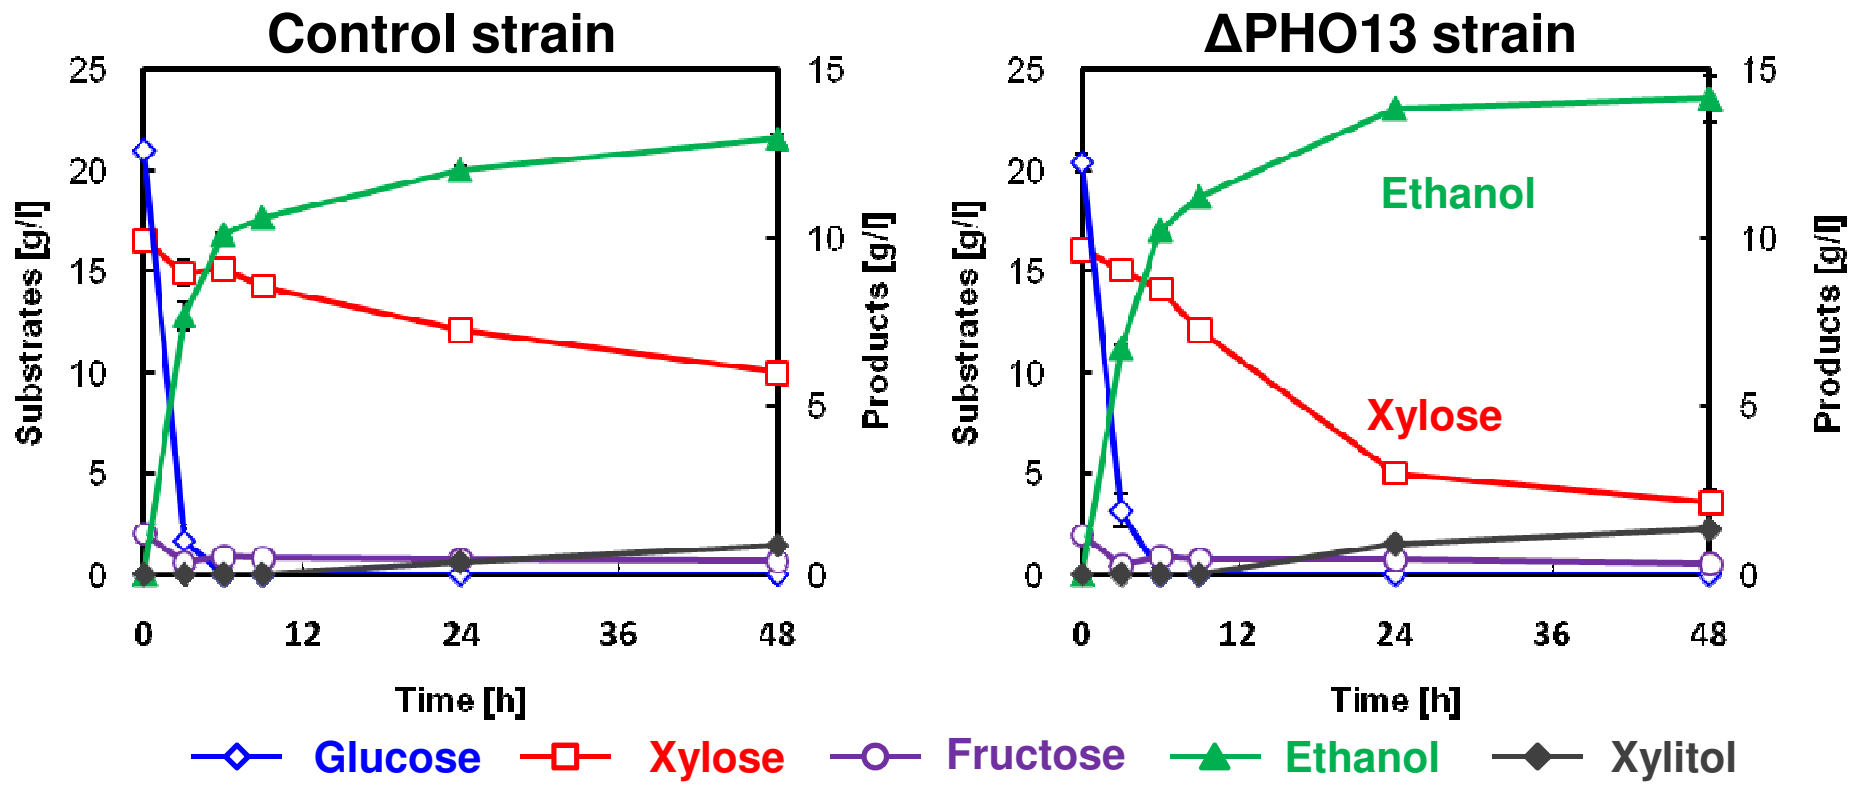 Control strain
ΔPHO13 strain
25
20
15
10
5
0
Substrates [g/l]
15
10
5
0
Products [g/l]
0 12 24 36 48
Time [h]
25
20
15
10
5
0
Substrates [g/l]
Ethanol
Xylose
15
10
5
0
Products [g/l]
0 12 24 36 48
Time [h]
Glucose Xylose Fructose Ethanol Xylitol